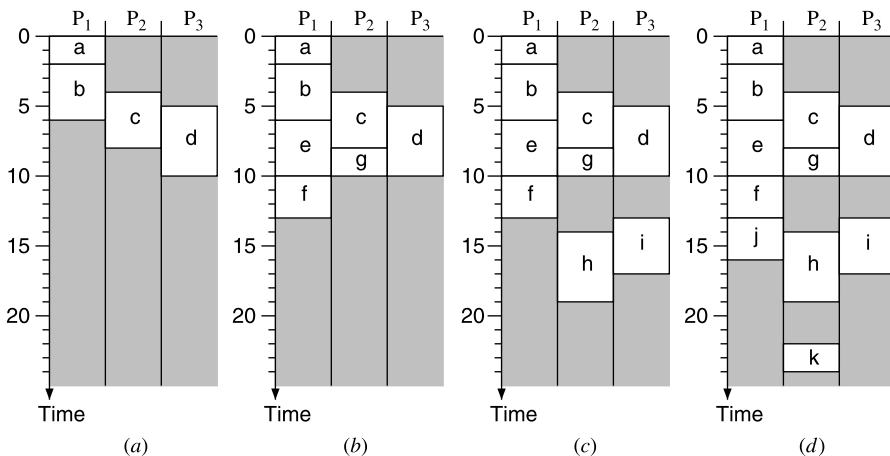 P1 P2 P3 P1 P2 P3 P1 P2 P3 P1 P2 P3
0 a 0 a 0 a 0 a
b b b b
5 c d 5 c d 5 c d 5 c d
e g e g e g
10 f 10 f 10 f
10
15 15 15 j h i 15
h i
20 20 20 20
k
Time Time Time Time
(a) (b) (c) (d)